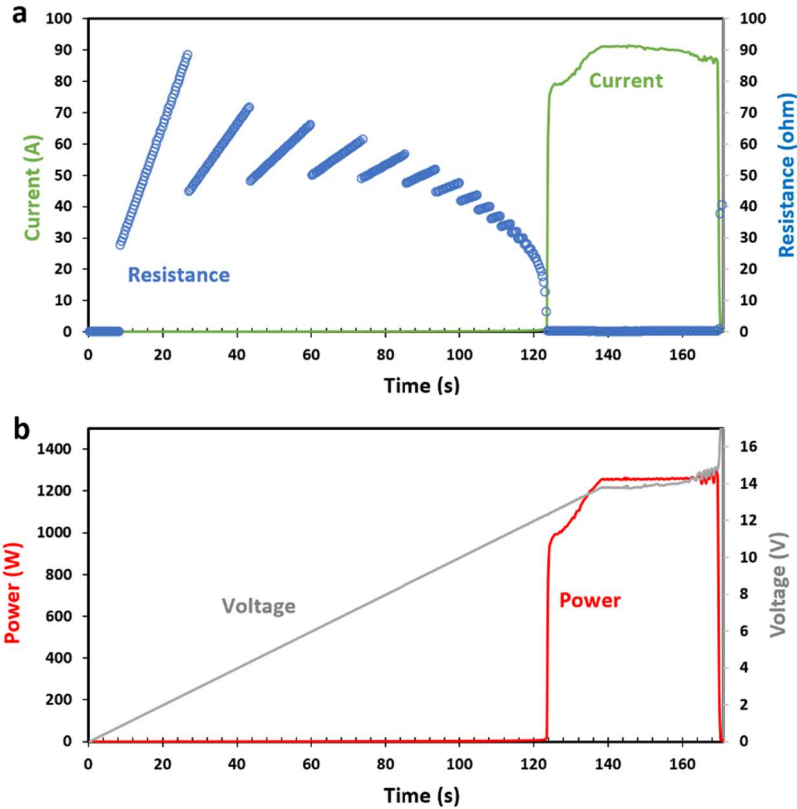 a
100
90
80
70
60
50
40
30
20
10
0
Current (A)
Resistance
Current
100
90
80
70
60
50
40
30
20
10
0
Resistance (ohm)
0 20 40 60 80 100 120 140 160
Time (s)
b
1400
1200
1000
800
600
400
200
0
Power (W)
Voltage
Power
16
14
12
10
8
6
4
2
0
Voltage (V)
0 20 40 60 80 100 120 140 160
Time (s)